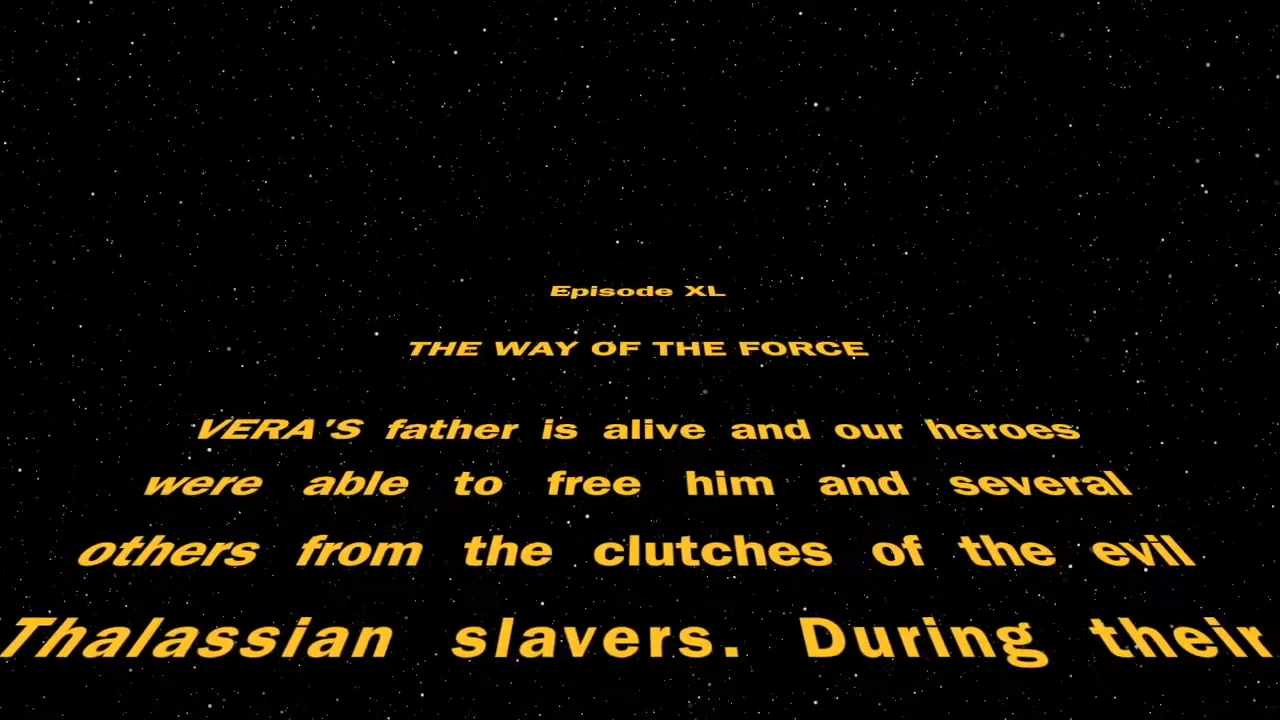 Episode XL
THE WAY OF THE FORCE
VERA'S father is alive and our heroes
were able to free him and several
others from the clutches of the evil
Thalassian slavers. During their